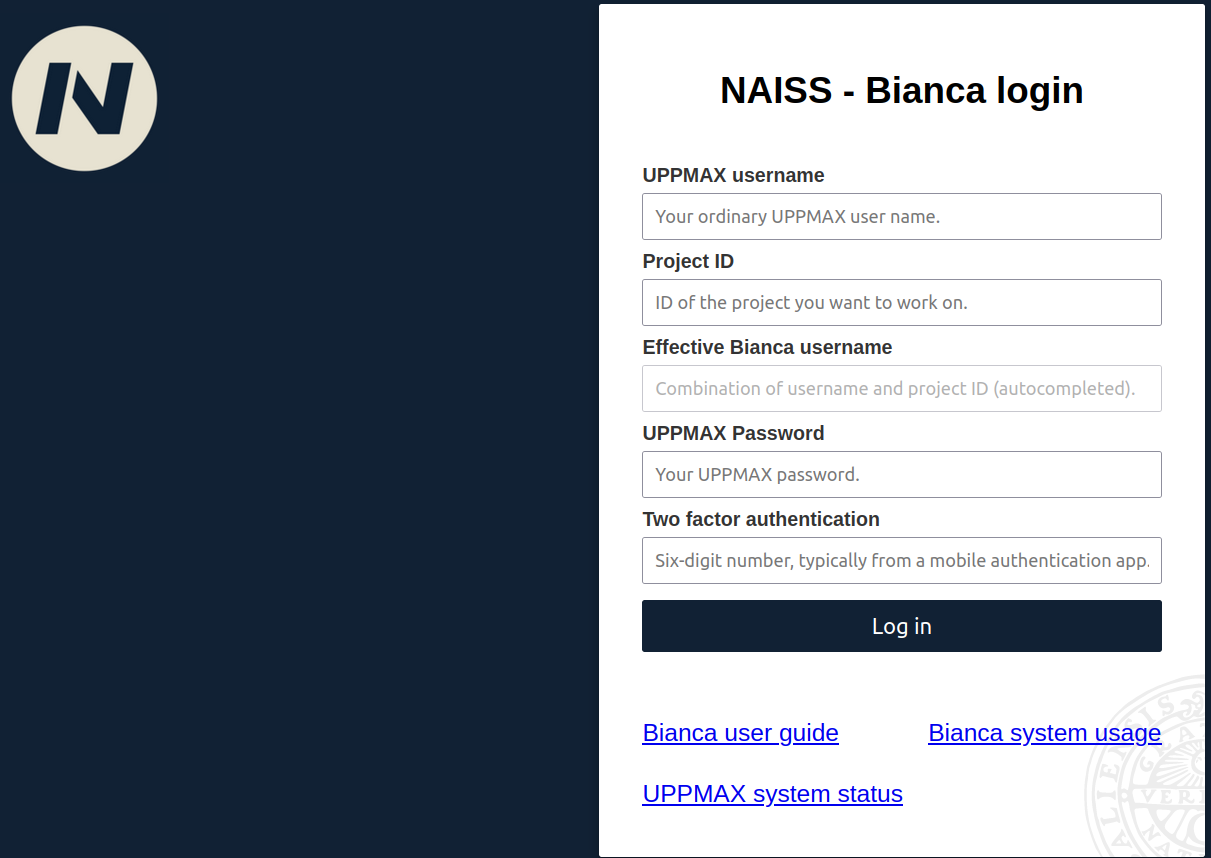 N
NAISS - Bianca login
UPPMAX username
Your ordinary UPPMAX user name.
Project ID
ID of the project you want to work on.
Effective Bianca username
Combination of username and project ID (autocompleted).
UPPMAX Password
Your UPPMAX password.
Two factor authentication
Six-digit number, typically from a mobile authentication app.
Log in
Bianca user guide
Bianca system usage
UPPMAX system status